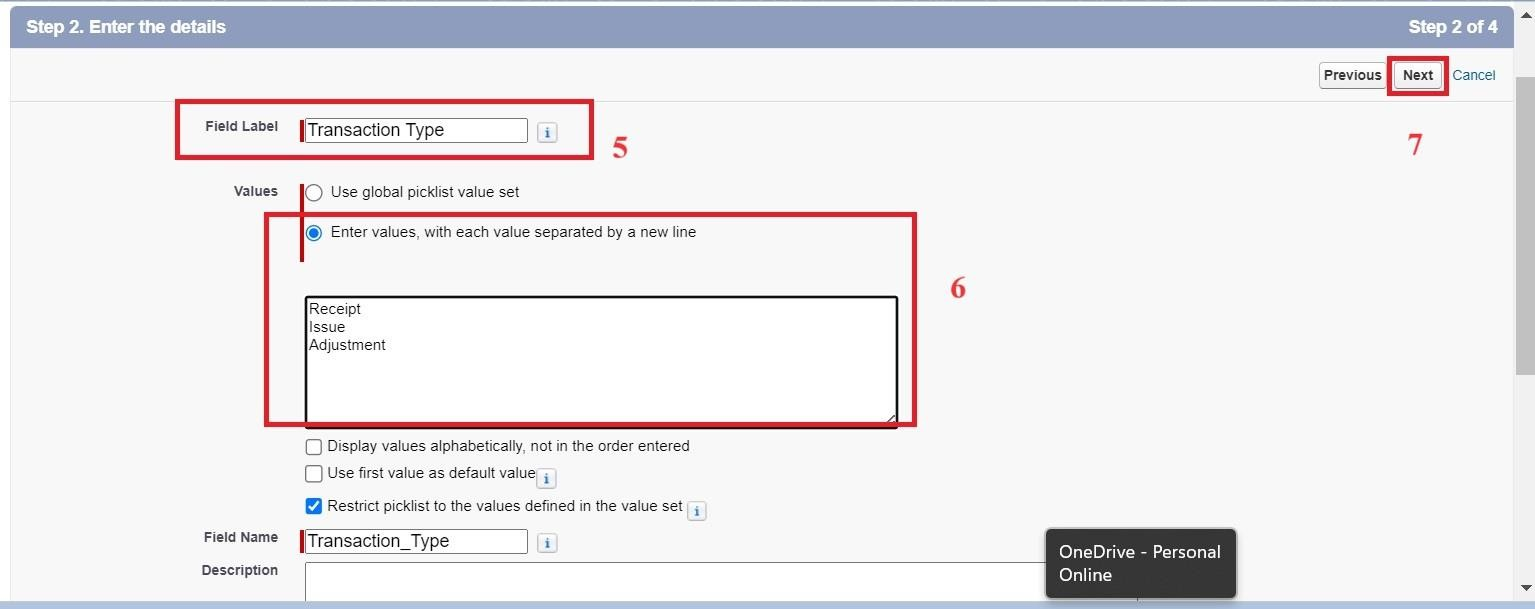 Step 2. Enter the details Step 2 of 4
Previous Next Cancel
Field Label Transaction Type i
5
7
Values Use global picklist value set
Enter values, with each value separated by a new line
6
Receipt
Issue
Adjustment
Display values alphabetically, not in the order entered
Use first value as default value i
Restrict picklist to the values defined in the value set i
Field Name Transaction_Type i
Description
OneDrive - Personal
Online